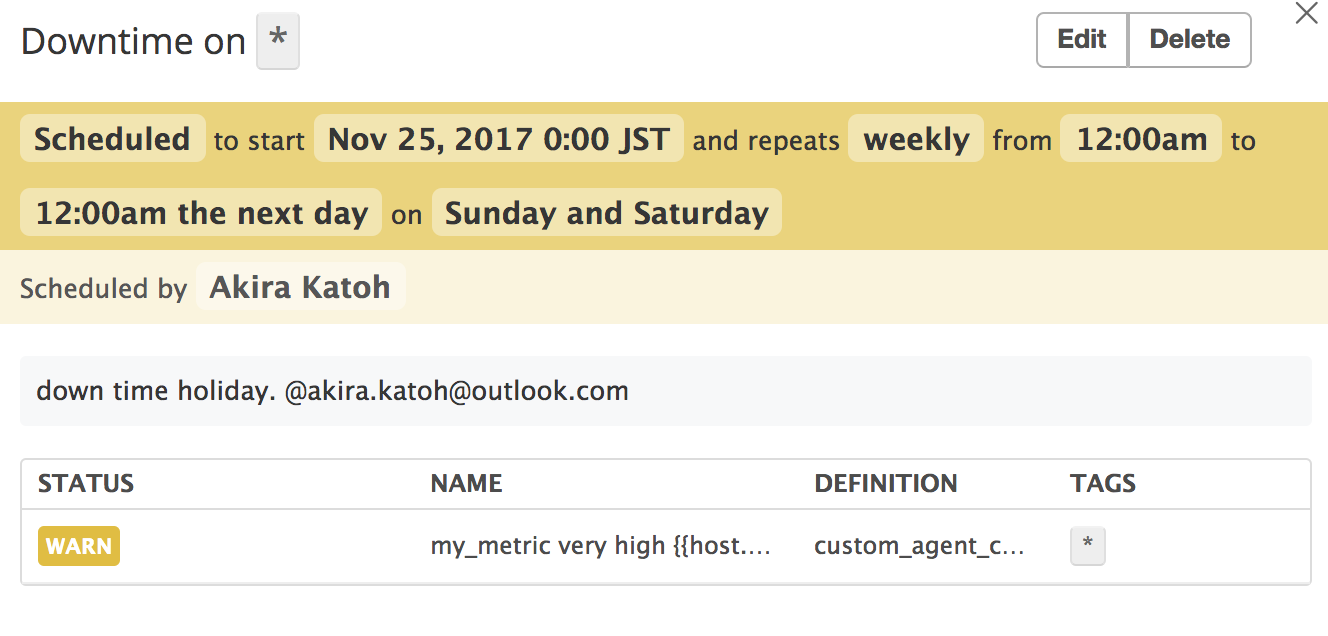 Downtime on *
Edit Delete
Scheduled to start Nov 25, 2017 0:00 JST and repeats weekly from 12:00am to
12:00am the next day on Sunday and Saturday
Scheduled by Akira Katoh
down time holiday. @akira.katoh@outlook.com
STATUS NAME DEFINITION TAGS
WARN my_metric very high {{host.... custom_agent_c... *